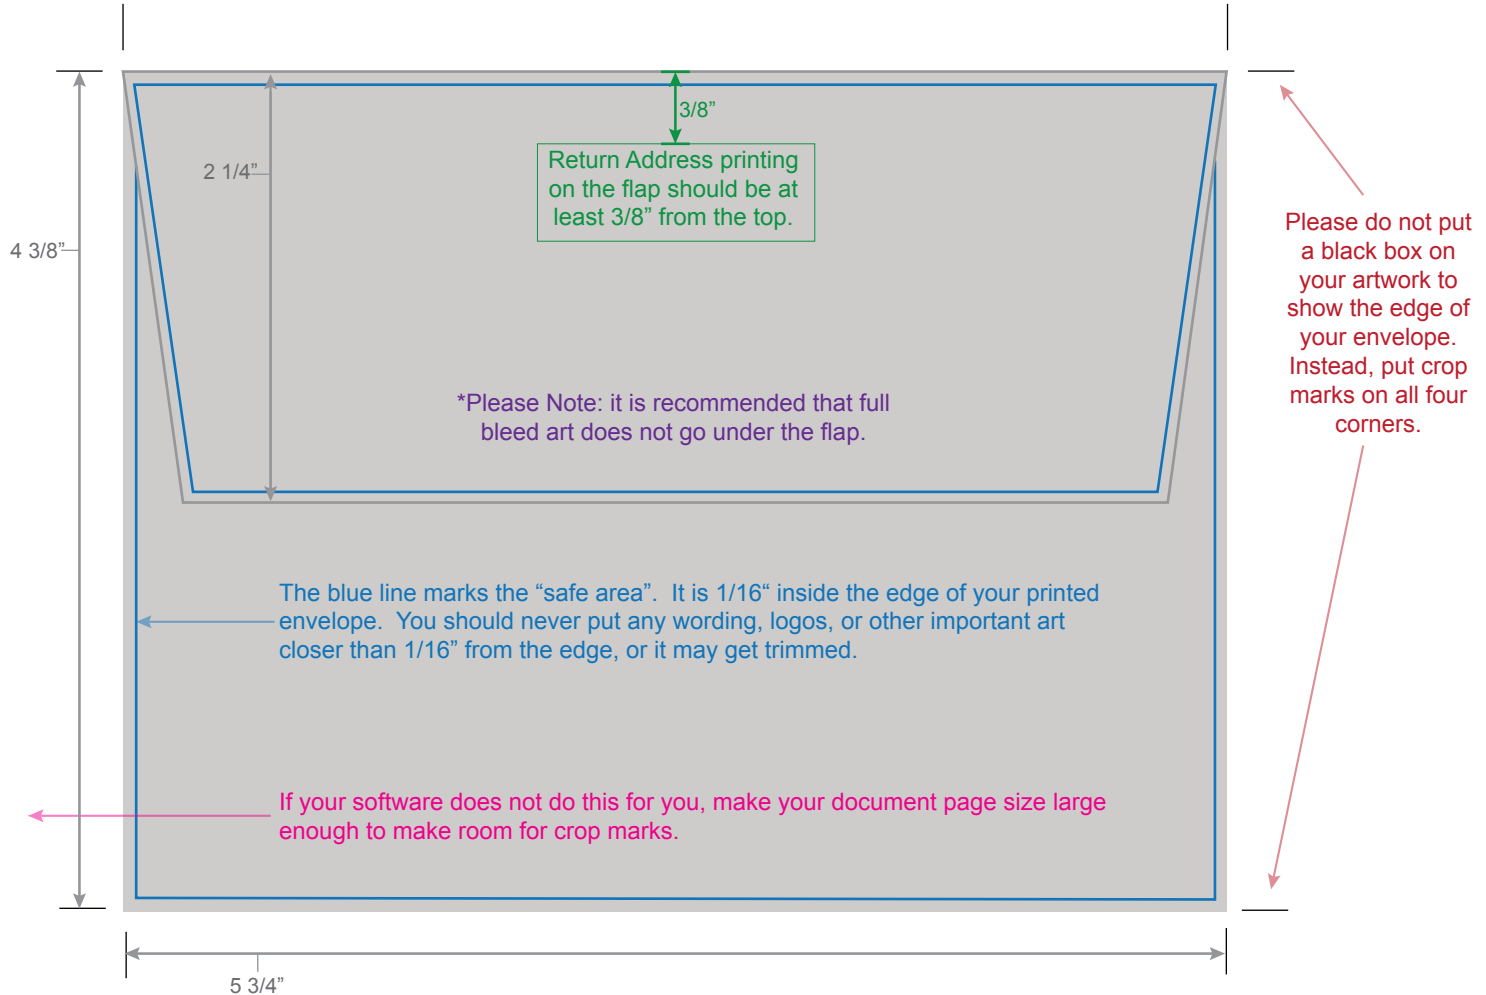 3/8”
Return Address printing
on the flap should be at
least 3/8” from the top.
2 1/4”
4 3/8”
Please do not put
a black box on
your artwork to
show the edge of
your envelope.
Instead, put crop
marks on all four
corners.
*Please Note: it is recommended that full
bleed art does not go under the flap.
The blue line marks the “safe area”.  It is 1/16“ inside the edge of your printed
envelope.  You should never put any wording, logos, or other important art
closer than 1/16” from the edge, or it may get trimmed.
If your software does not do this for you, make your document page size large
enough to make room for crop marks.
5 3/4”